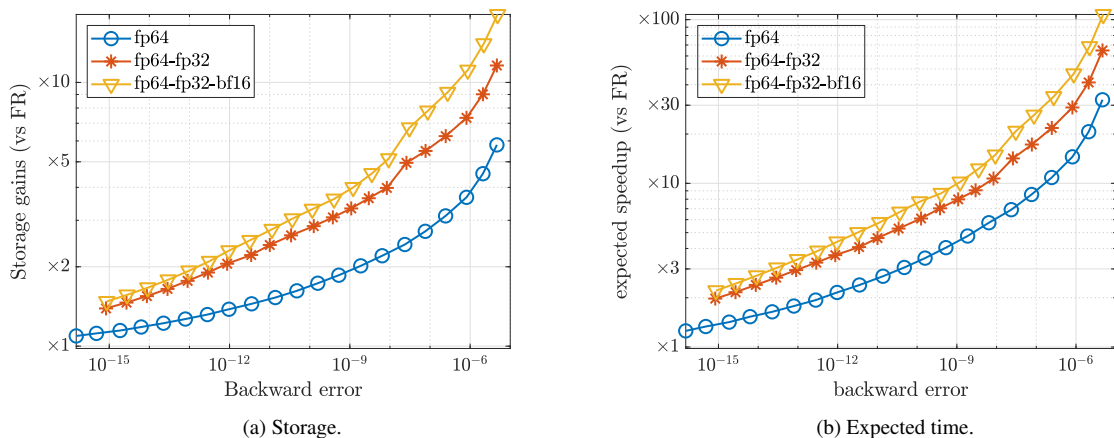 fp64
fp64-fp32
fp64-fp32-bf16
Storage gains (vs FR)
×10
×5
×2
×1
10^-15
10^-12
10^-9
10^-6
Backward error
(a) Storage.
fp64
fp64-fp32
fp64-fp32-bf16
expected speedup (vs FR)
×100
×30
×10
×3
×1
10^-15
10^-12
10^-9
10^-6
backward error
(b) Expected time.